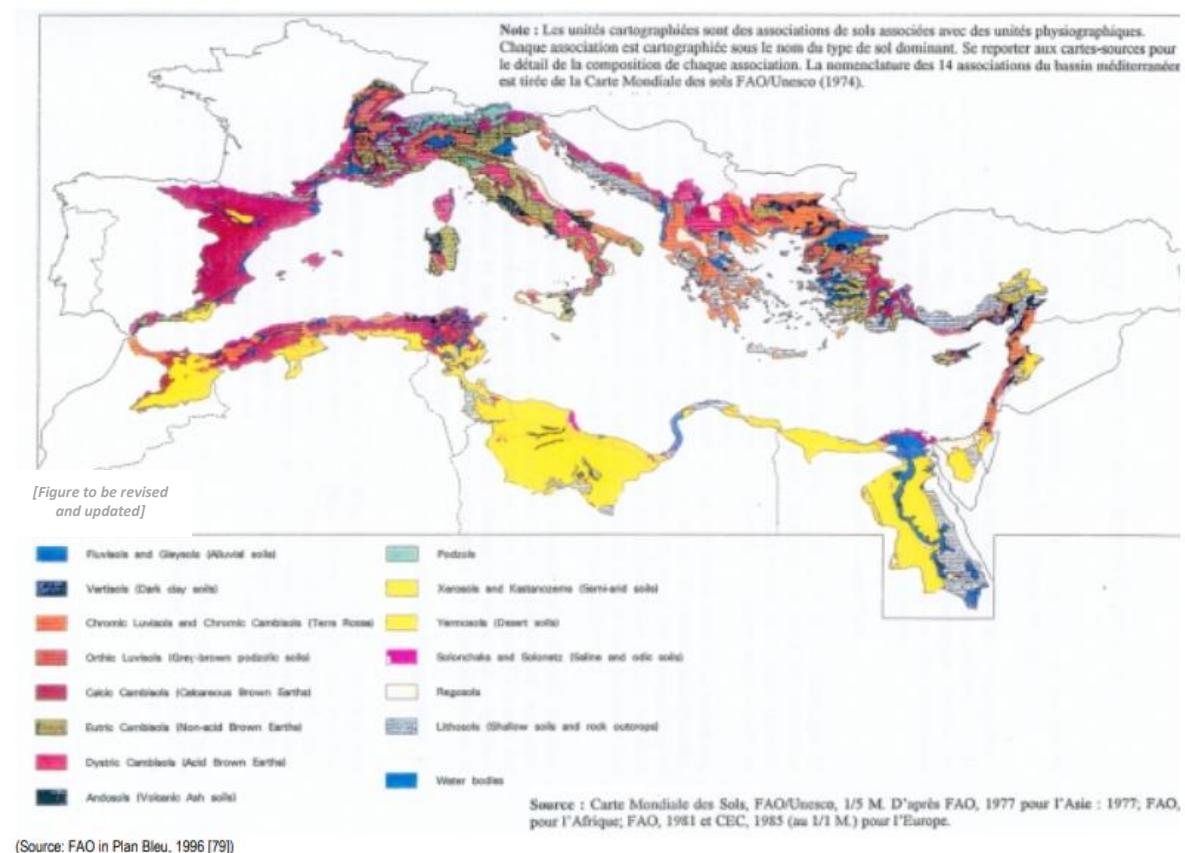 Note : Les unités cartographiées sont des associations de sols associées avec des unités physiographiques.
Chaque association est cartographiée sous le nom du type de sol dominant. Se reporter aux cartes-sources pour
le détail de la composition de chaque association. La nomenclature des 14 associations du bassin méditerranéen
est tirée de la Carte Mondiale des sols FAO/Unesco (1974).
[Figure to be revised
and updated]
Fluvisols and Gleysols (Alluvial soils)
Vertisols (Dark clay soils)
Chromic Luvisols and Chromic Cambisols (Terra Rossa)
Orthic Luvisols (Grey-brown podzolic soils)
Calcic Cambisols (Calcareous Brown Earths)
Eutric Cambisols (Non-acid Brown Earths)
Dystric Cambisols (Acid Brown Earths)
Andosols (Volcanic Ash soils)
Podzols
Xerosols and Kastanozems (Semi-arid soils)
Yermosols (Desert soils)
Solonchaks and Solonetz (Saline and odic soils)
Regosols
Lithosols (Shallow soils and rock outcrops)
Water bodies
Source : Carte Mondiale des Sols, FAO/Unesco, 1/5 M. D'après FAO, 1977 pour l'Asie : 1977; FAO,
pour l'Afrique; FAO, 1981 et CEC, 1985 (au 1/1 M.) pour l'Europe.
(Source: FAO in Plan Bleu, 1996 [79])